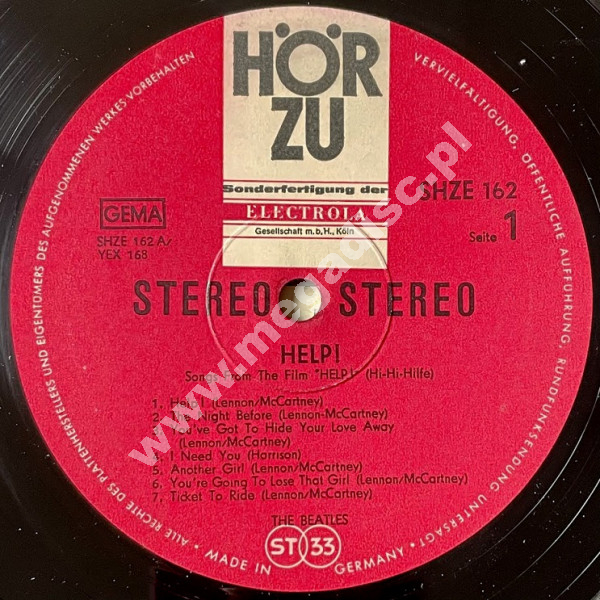 HÖR
ZU
Sonderfertigung der
ELECTROLA
Gesellschaft m.b.H., Köln
SHZE 162
Seite 1
GEMA
SHZE 162 A/
YEX 168
STEREO STEREO
HELP!
Songs From The Film "HELP!" (Hi-Hi-Hilfe)
1. Help! (Lennon/McCartney)
2. The Night Before (Lennon-McCartney)
3. You've Got To Hide Your Love Away
(Lennon/McCartney)
4. I Need You (Harrison)
5. Another Girl (Lennon/McCartney)
6. You're Going To Lose That Girl (Lennon/McCartney)
7. Ticket To Ride (Lennon/McCartney)
THE BEATLES
ST 33
MADE IN GERMANY
ALLE RECHTE DES PLATTENHERSTELLERS UND EIGENTÜMERS DES AUFGENOMMENEN WERKES VORBEHALTEN
VERVIELFÄLTIGUNG, ÖFFENTLICHE AUFFÜHRUNG, RUNDFUNKSENDUNG UNTERSAGT
www.megadisc.pl